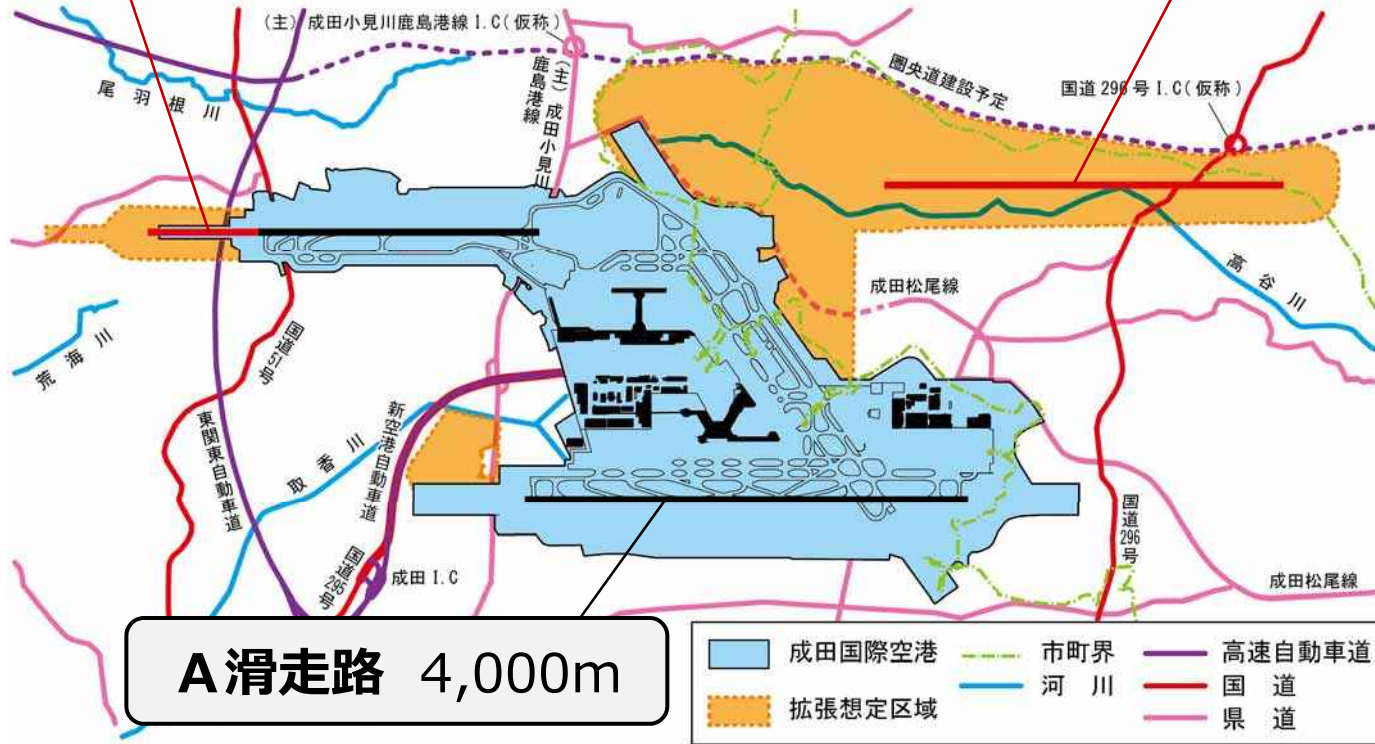 (主) 成田小見川鹿島港線 I.C(仮称)
(主) 成田小見川
鹿島港線
圏央道建設予定
国道 296号 I.C(仮称)
尾羽根川
高谷川
成田松尾線
荒海川
国道51号
東関東自動車道
取香川
新空港自動車道
国道295号
成田 I.C
国道296号
成田松尾線
A滑走路 4,000m
成田国際空港
拡張想定区域
市町界
河川
高速自動車道
国道
県道